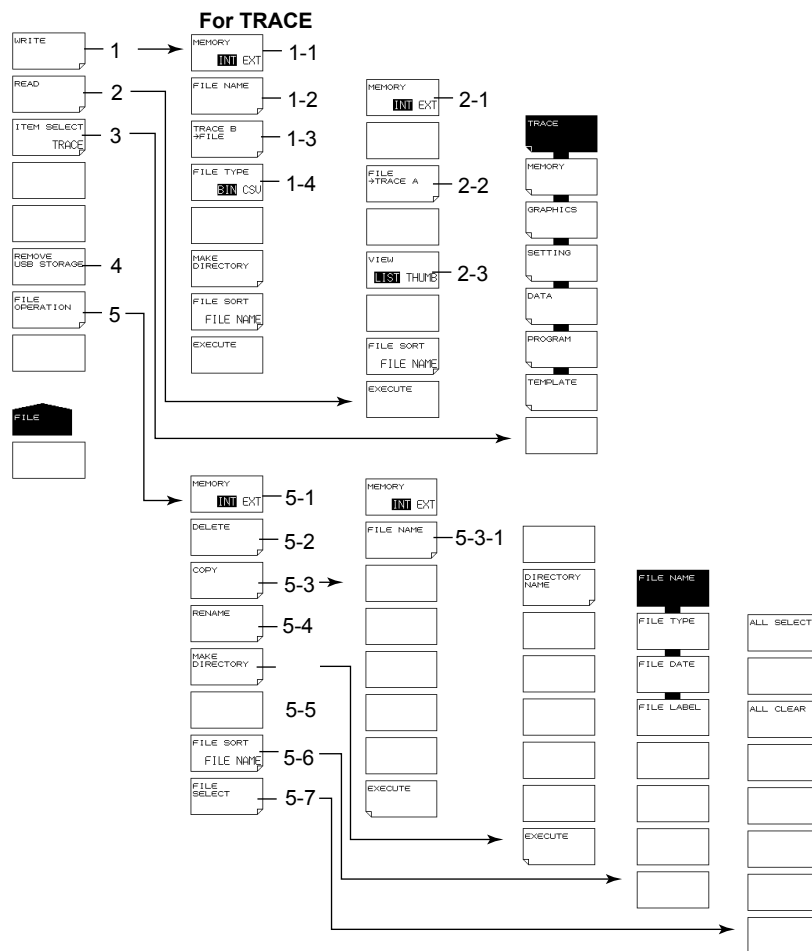 For TRACE
WRITE
1
READ
2
ITEM SELECT
TRACE
3
REMOVE
USB STORAGE
4
FILE
OPERATION
5
FILE
MEMORY
INT EXT
1-1
FILE NAME
1-2
TRACE B
→FILE
1-3
FILE TYPE
BIN CSV
1-4
MAKE
DIRECTORY
FILE SORT
FILE NAME
EXECUTE
MEMORY
INT EXT
2-1
FILE
→TRACE A
2-2
VIEW
LIST THUMB
2-3
FILE SORT
FILE NAME
EXECUTE
TRACE
MEMORY
GRAPHICS
SETTING
DATA
PROGRAM
TEMPLATE
MEMORY
INT EXT
5-1
DELETE
5-2
COPY
5-3
RENAME
5-4
MAKE
DIRECTORY
5-5
FILE SORT
FILE NAME
5-6
FILE
SELECT
5-7
MEMORY
INT EXT
FILE NAME
5-3-1
EXECUTE
DIRECTORY
NAME
EXECUTE
FILE NAME
FILE TYPE
FILE DATE
FILE LABEL
ALL SELECT
ALL CLEAR